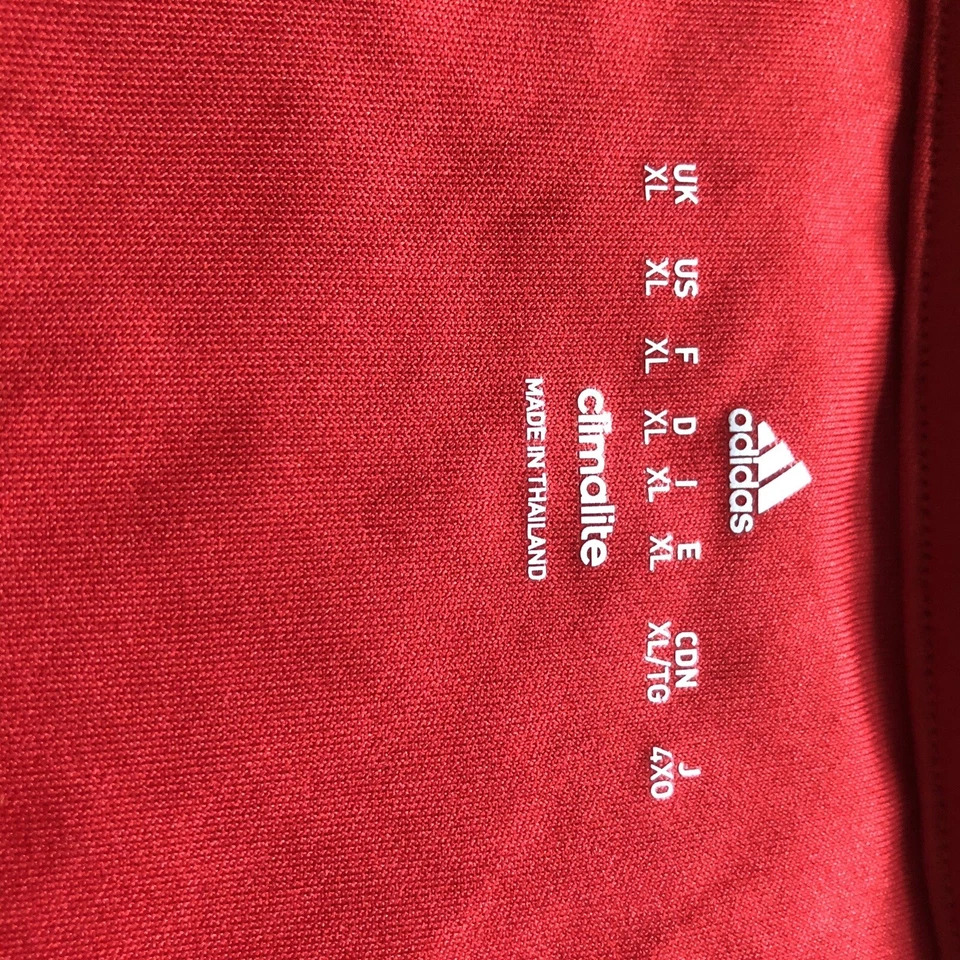 adidas
UK US F D I E CDN J
XL XL XL XL XL XL XL/TG 4XO
climalite
MADE IN THAILAND